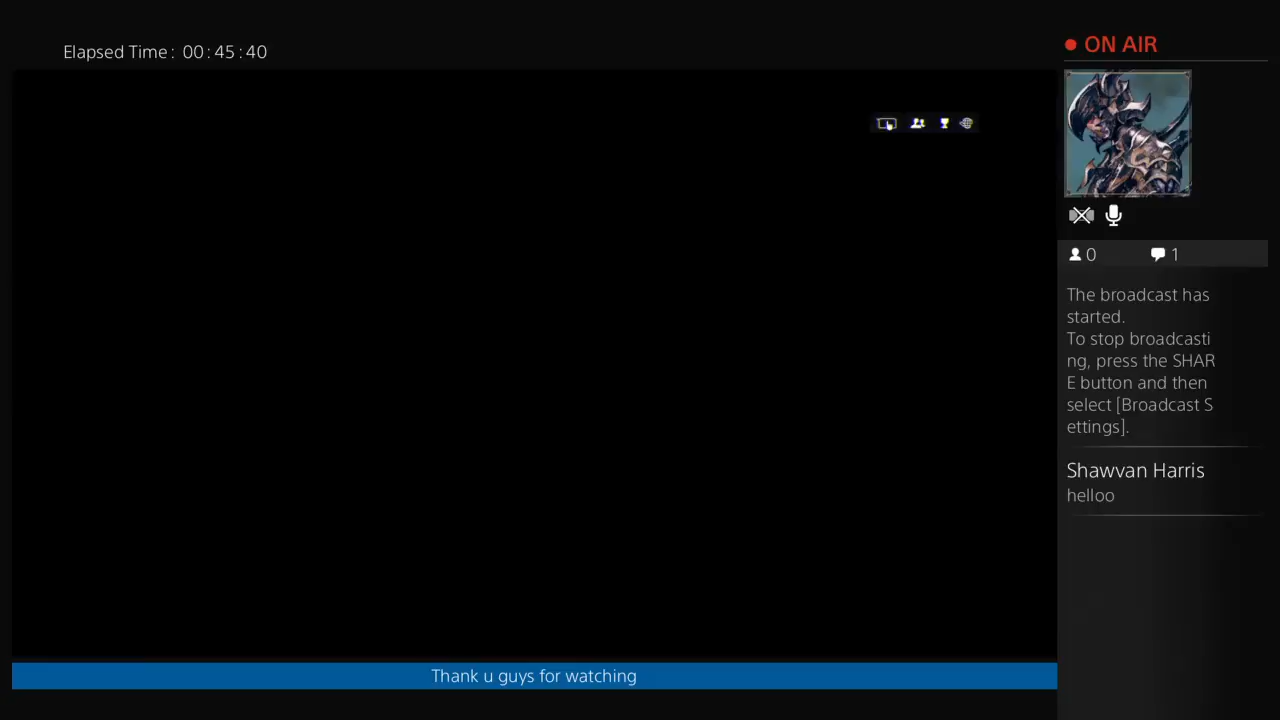 Elapsed Time: 00:45:40
ON AIR
0 1
The broadcast has
started.
To stop broadcasti
ng, press the SHAR
E button and then
select [Broadcast S
ettings].
Shawvan Harris
helloo
Thank u guys for watching